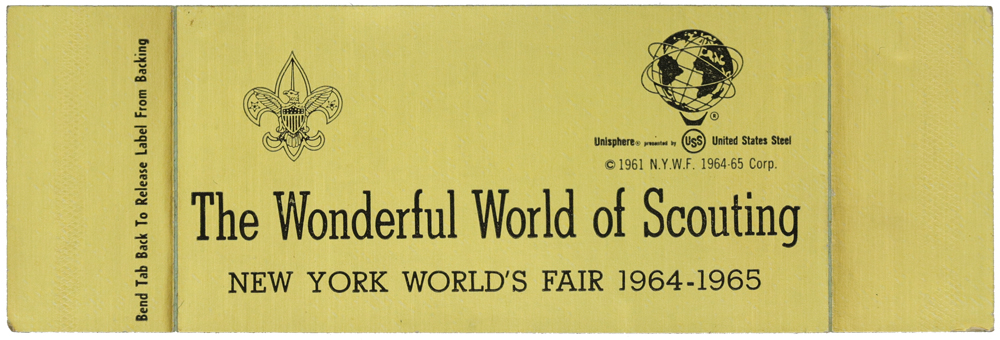 Bend Tab Back To Release Label From Backing
®
Unisphere® presented by USS United States Steel
© 1961 N.Y.W.F. 1964-65 Corp.
The Wonderful World of Scouting
NEW YORK WORLD'S FAIR 1964-1965